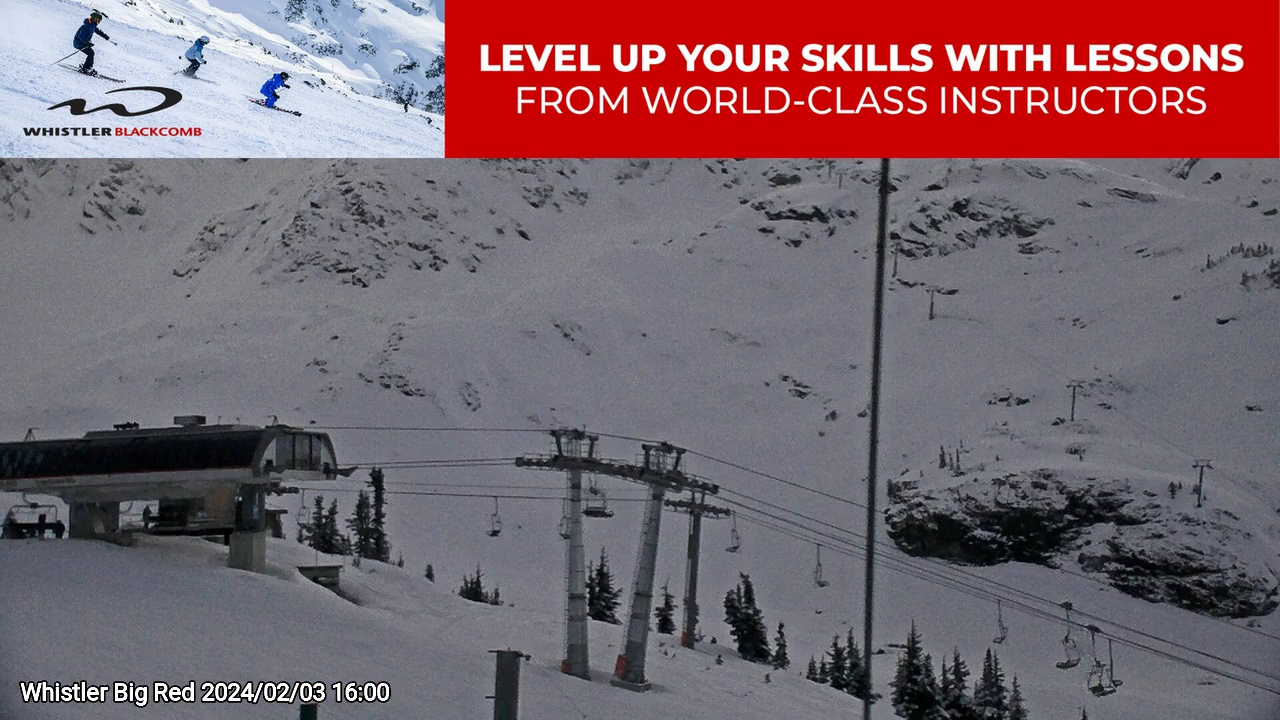 LEVEL UP YOUR SKILLS WITH LESSONS
FROM WORLD-CLASS INSTRUCTORS
WHISTLER BLACKCOMB
Whistler Big Red 2024/02/03 16:00